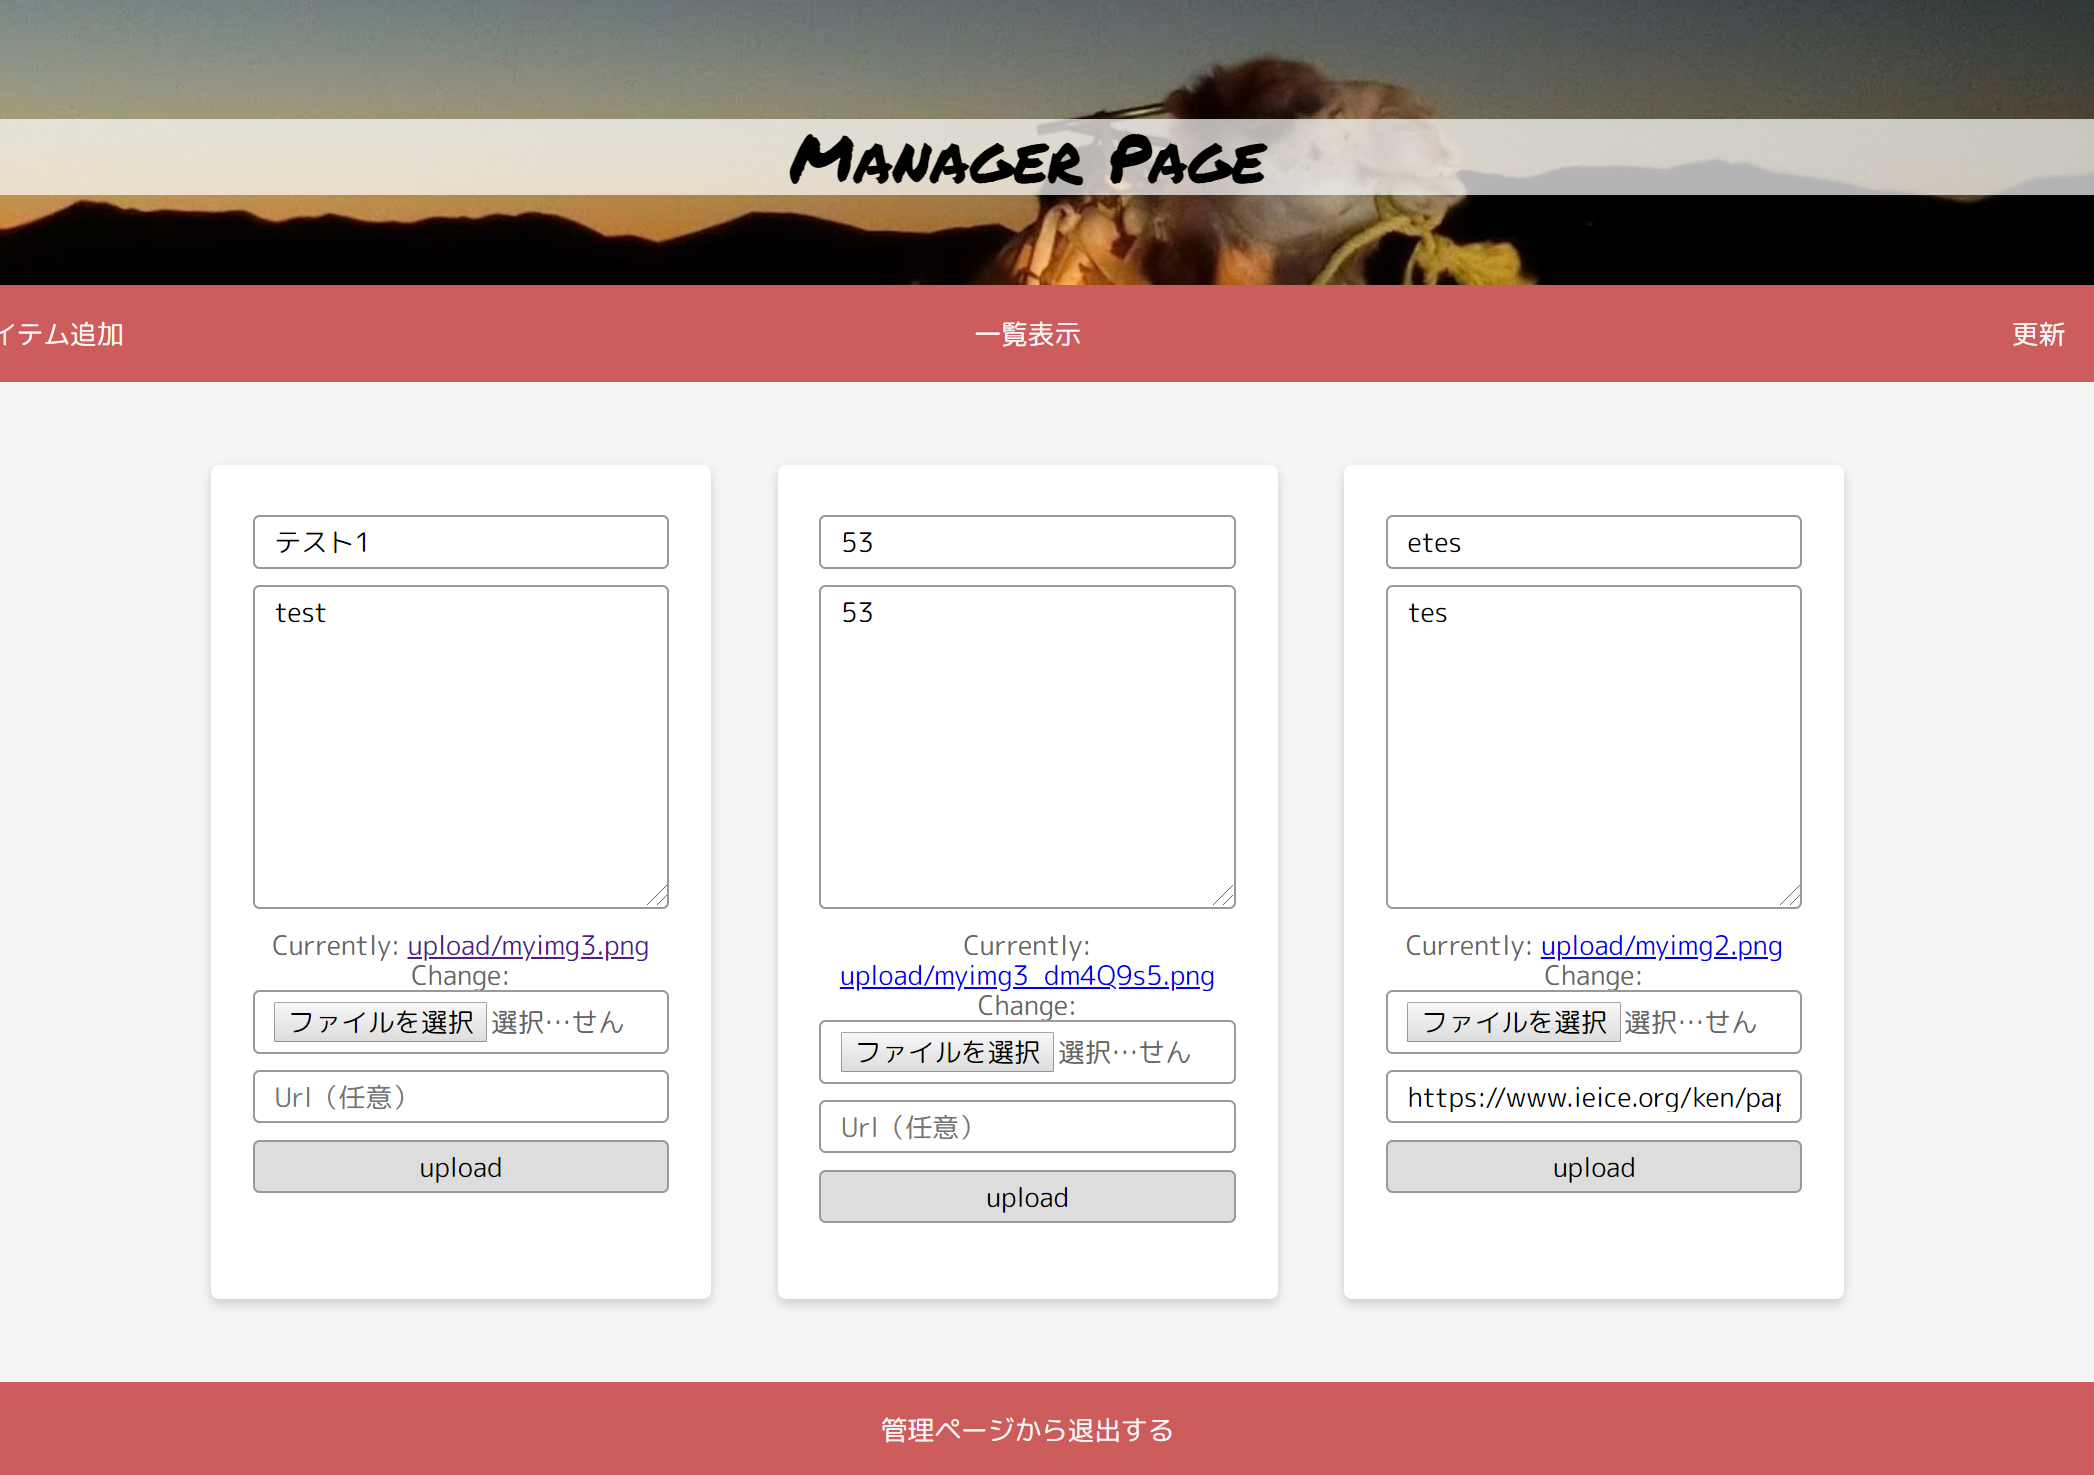 Manager Page
イテム追加
一覧表示
更新
テスト1
test
Currently: upload/myimg3.png
Change:
ファイルを選択 選択…せん
Url（任意）
upload
53
53
Currently:
upload/myimg3_dm4Q9s5.png
Change:
ファイルを選択 選択…せん
Url（任意）
upload
etes
tes
Currently: upload/myimg2.png
Change:
ファイルを選択 選択…せん
https://www.ieice.org/ken/pap
upload
管理ページから退出する